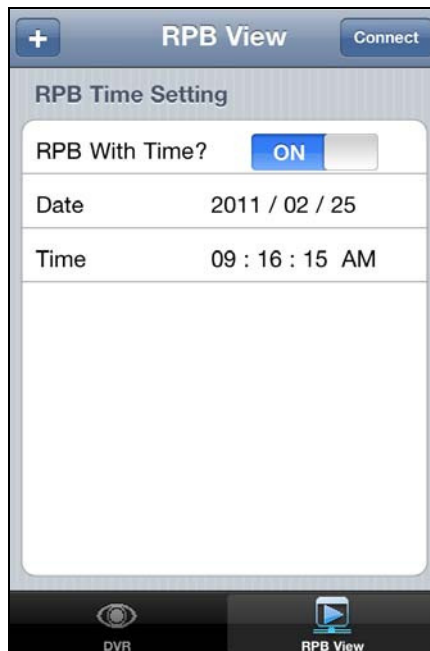 + RPB View Connect
RPB Time Setting
RPB With Time? ON
Date 2011 / 02 / 25
Time 09 : 16 : 15 AM
DVR RPB View